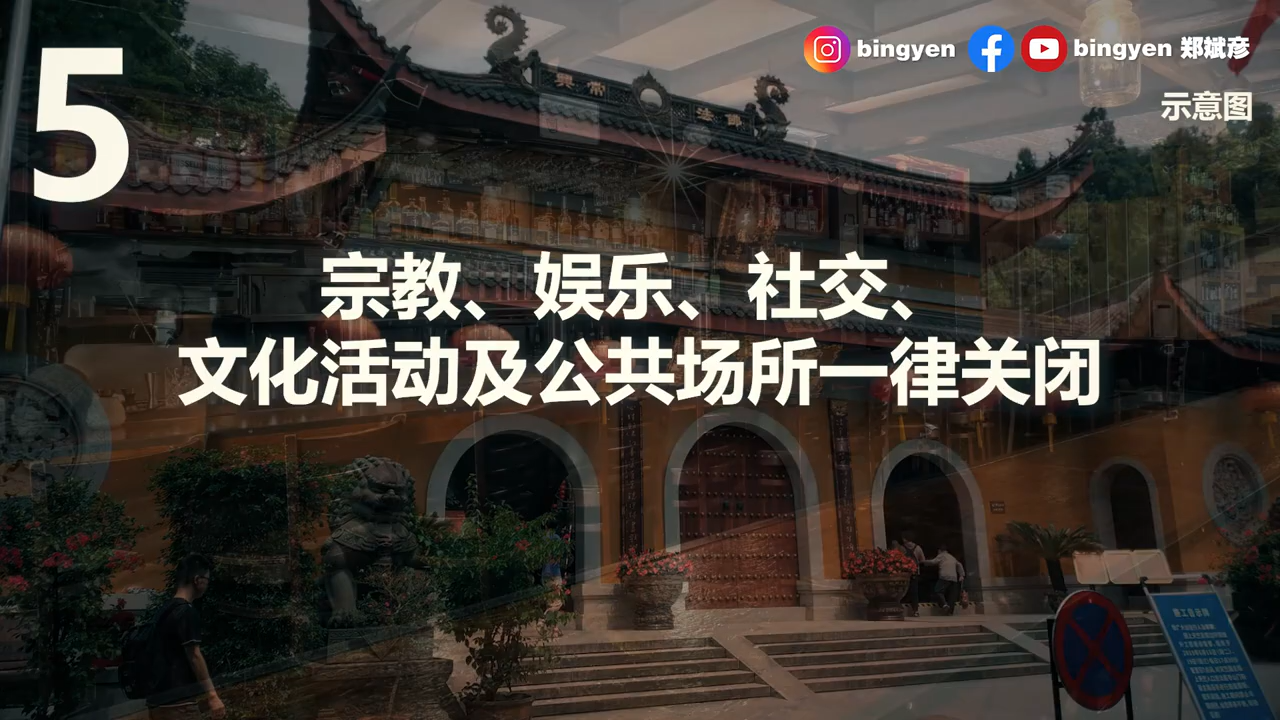 5
bingyen
bingyen 郑斌彦
示意图
宗教、娱乐、社交、
文化活动及公共场所一律关闭